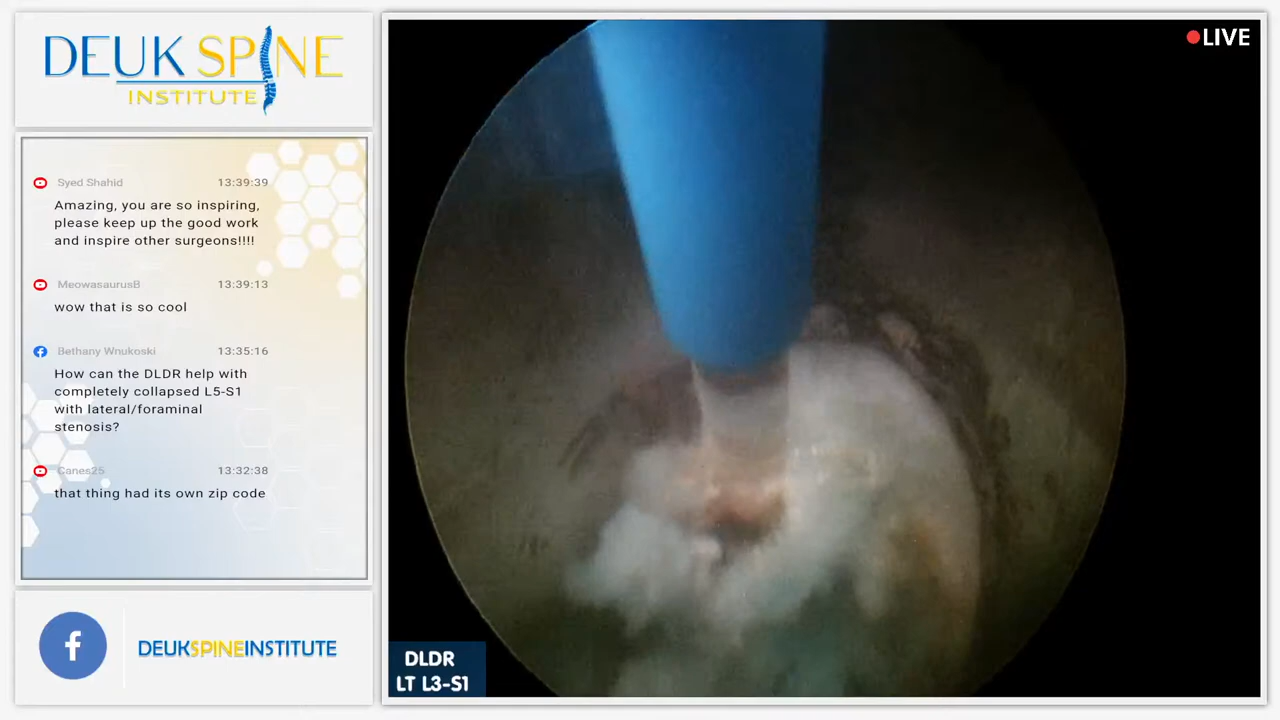 DEUK SPINE
INSTITUTE
Syed Shahid 13:39:39
Amazing, you are so inspiring,
please keep up the good work
and inspire other surgeons!!!!
MeowasaurusB 13:39:13
wow that is so cool
Bethany Wnukoski 13:35:16
How can the DLDR help with
completely collapsed L5-S1
with lateral/foraminal
stenosis?
Canes25 13:32:38
that thing had its own zip code
f DEUKSPINEINSTITUTE
LIVE
DLDR
LT L3-S1